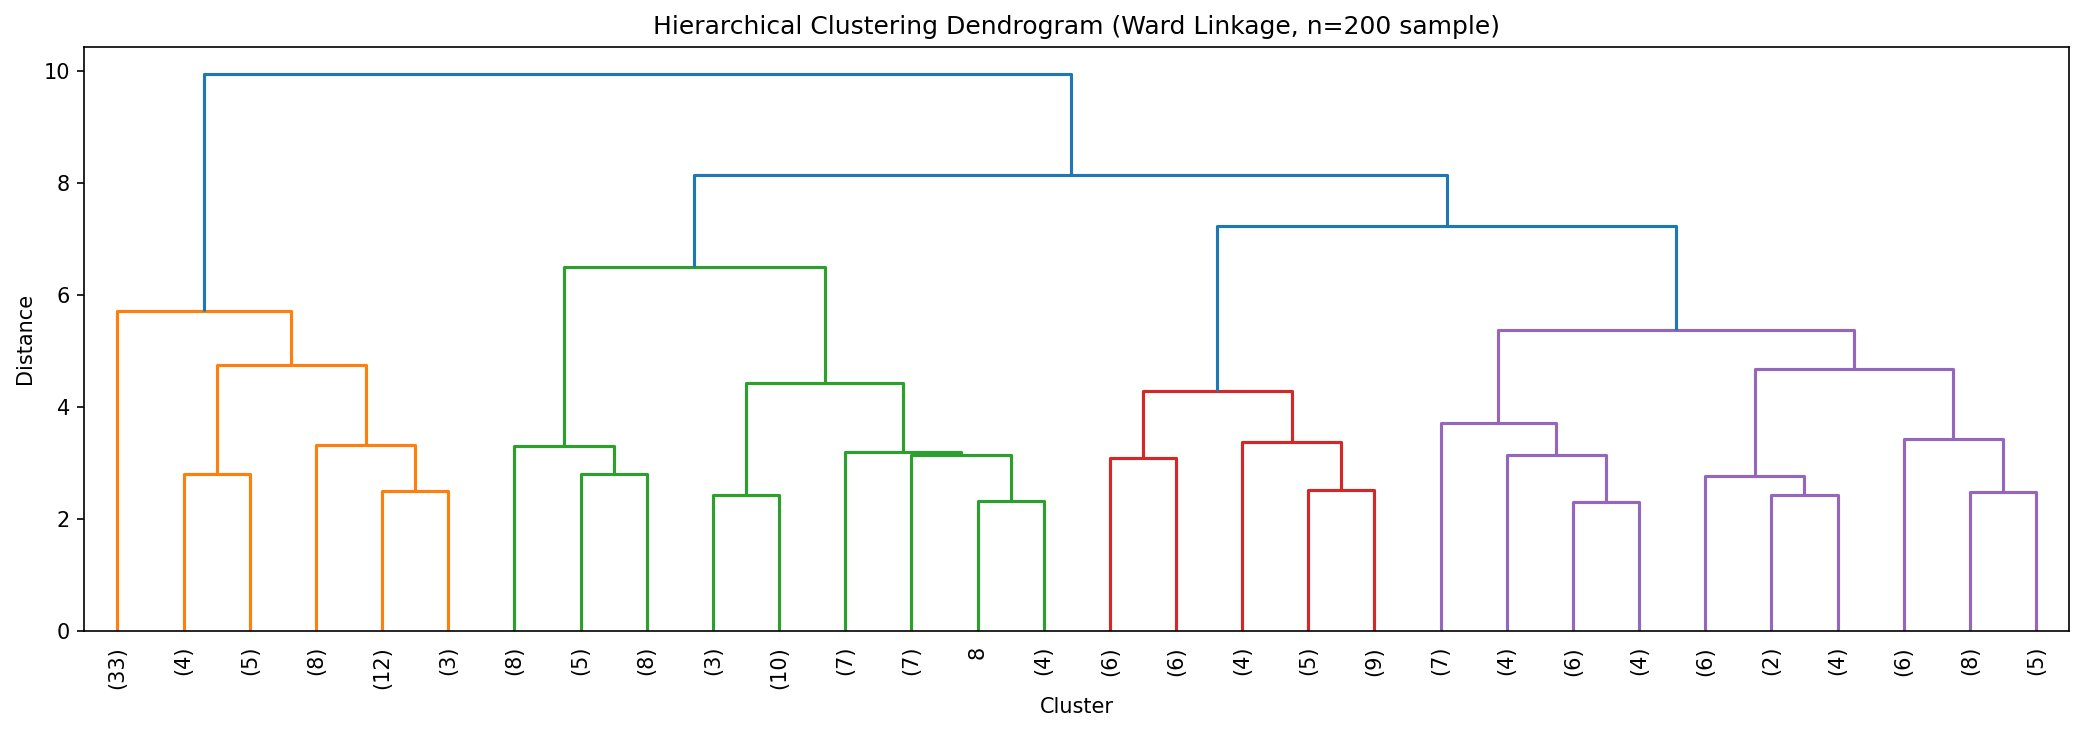 Hierarchical Clustering Dendrogram (Ward Linkage, n=200 sample)
10
8
6
4
2
0
Distance
(33) (4) (5) (8) (12) (3) (8) (5) (8) (3) (10) (7) (7) 8 (4) (6) (6) (4) (5) (9) (7) (4) (6) (4) (6) (2) (4) (6) (8) (5)
Cluster